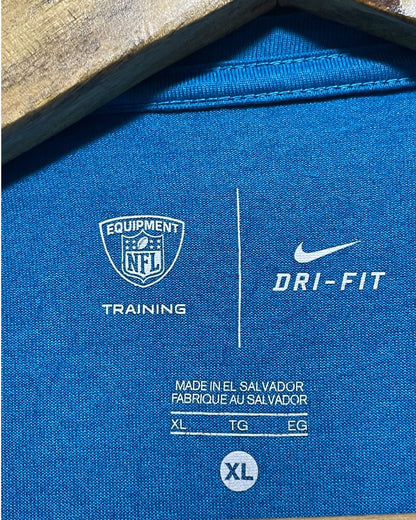 EQUIPMENT
NFL
TRAINING
DRI-FIT
MADE IN EL SALVADOR
FABRIQUE AU SALVADOR
XL TG EG
XL